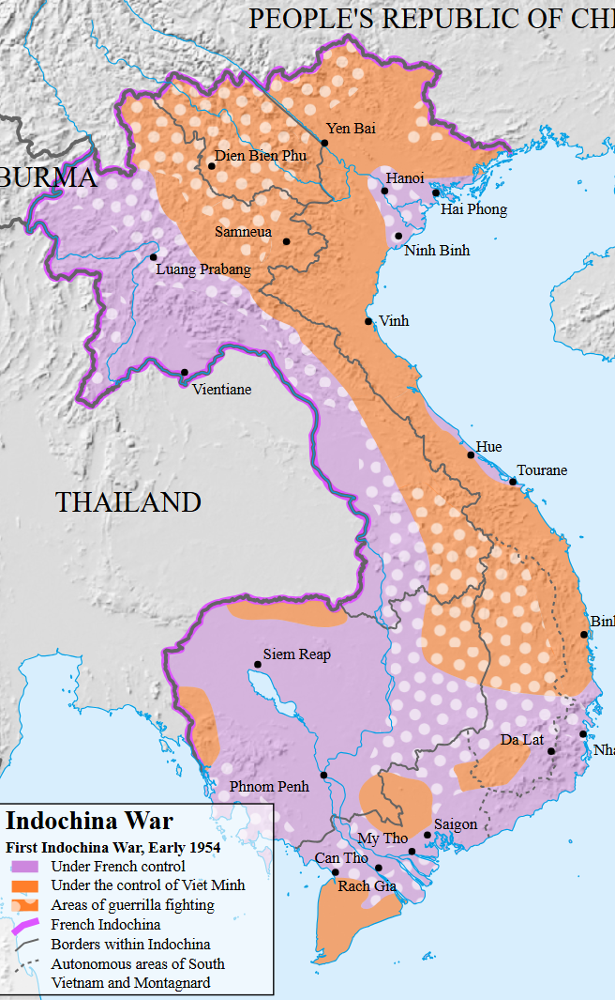 PEOPLE'S REPUBLIC OF CHI
Yen Bai
Dien Bien Phu
BURMA
Hanoi
Hai Phong
Samneua
Ninh Binh
Luang Prabang
Vinh
Vientiane
Hue
Tourane
THAILAND
Binh
Siem Reap
Da Lat
Nha
Phnom Penh
Saigon
My Tho
Can Tho
Rach Gia
Indochina War
First Indochina War, Early 1954
Under French control
Under the control of Viet Minh
Areas of guerrilla fighting
French Indochina
Borders within Indochina
Autonomous areas of South
Vietnam and Montagnard